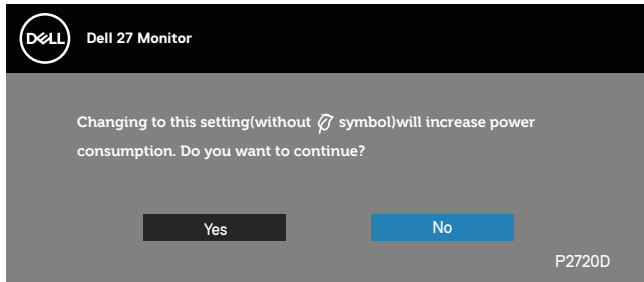 DELL Dell 27 Monitor
Changing to this setting(without symbol)will increase power
consumption. Do you want to continue?
Yes No
P2720D